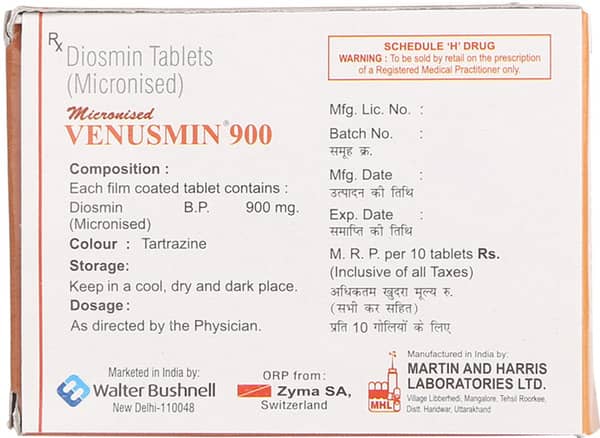 Rx Diosmin Tablets
(Micronised)
Micronised
VENUSMIN® 900
Composition :
Each film coated tablet contains :
Diosmin B.P. 900 mg.
(Micronised)
Colour : Tartrazine
Storage:
Keep in a cool, dry and dark place.
Dosage :
As directed by the Physician.
SCHEDULE 'H' DRUG
WARNING : To be sold by retail on the prescription
of a Registered Medical Practitioner only.
Mfg. Lic. No. :
Batch No. :
समूह क्र.
Mfg. Date :
उत्पादन की तिथि
Exp. Date :
समाप्ति की तिथि
M. R. P. per 10 tablets Rs.
(Inclusive of all Taxes)
अधिकतम खुदरा मूल्य रु.
(सभी कर सहित)
प्रति 10 गोलियों के लिए
Marketed in India by:
Walter Bushnell
New Delhi-110048
ORP from:
Zyma SA,
Switzerland
MHL
Manufactured in India by:
MARTIN AND HARRIS
LABORATORIES LTD.
Village Libberhedi, Mangalore, Tehsil Roorkee,
Distt. Haridwar, Uttarakhand